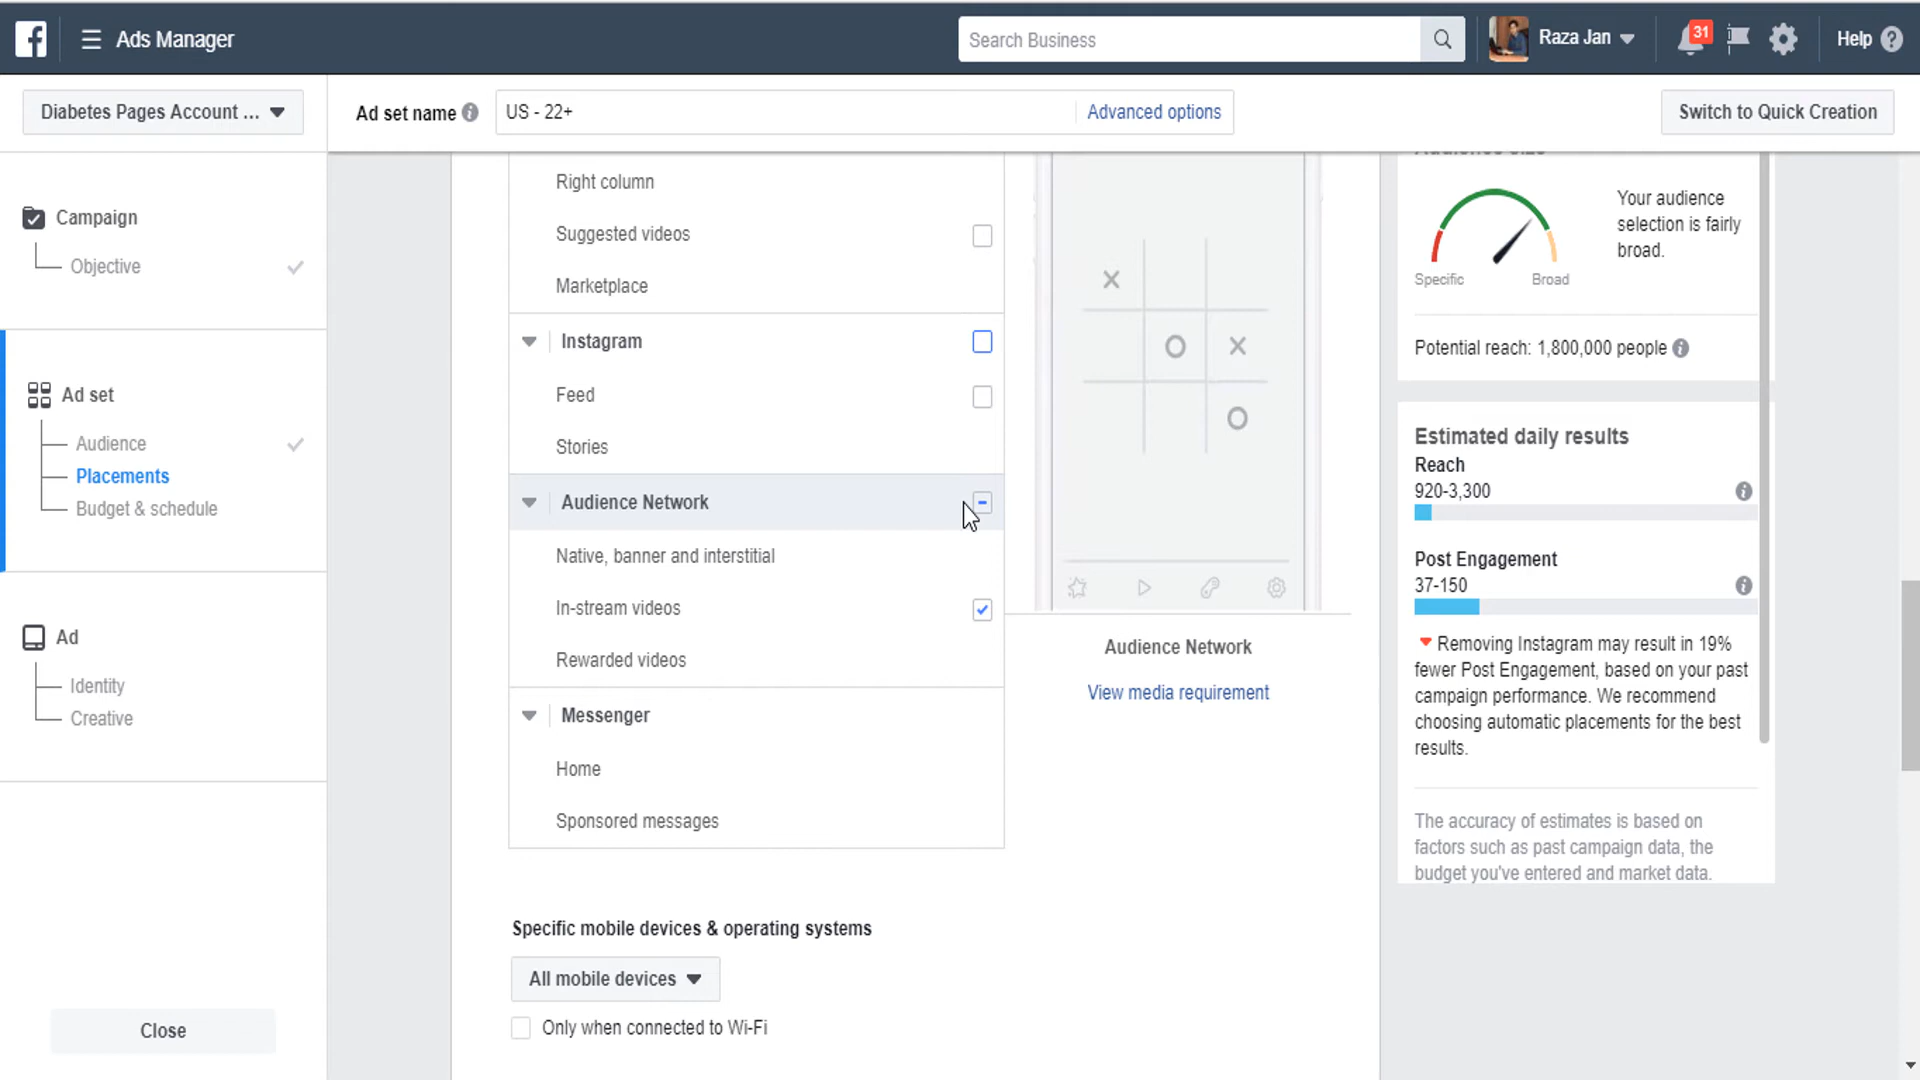 Ads Manager
Search Business
Raza Jan
31
Help
Diabetes Pages Account ...
Ad set name
US - 22+
Advanced options
Switch to Quick Creation
Campaign
Objective
Ad set
Audience
Placements
Budget & schedule
Ad
Identity
Creative
Close
Right column
Suggested videos
Marketplace
Instagram
Feed
Stories
Audience Network
Native, banner and interstitial
In-stream videos
Rewarded videos
Messenger
Home
Sponsored messages
Specific mobile devices & operating systems
All mobile devices
Only when connected to Wi-Fi
Audience Network
View media requirement
Your audience
selection is fairly
broad.
Specific
Broad
Potential reach: 1,800,000 people
Estimated daily results
Reach
920-3,300
Post Engagement
37-150
Removing Instagram may result in 19%
fewer Post Engagement, based on your past
campaign performance. We recommend
choosing automatic placements for the best
results.
The accuracy of estimates is based on
factors such as past campaign data, the
budget you've entered and market data.